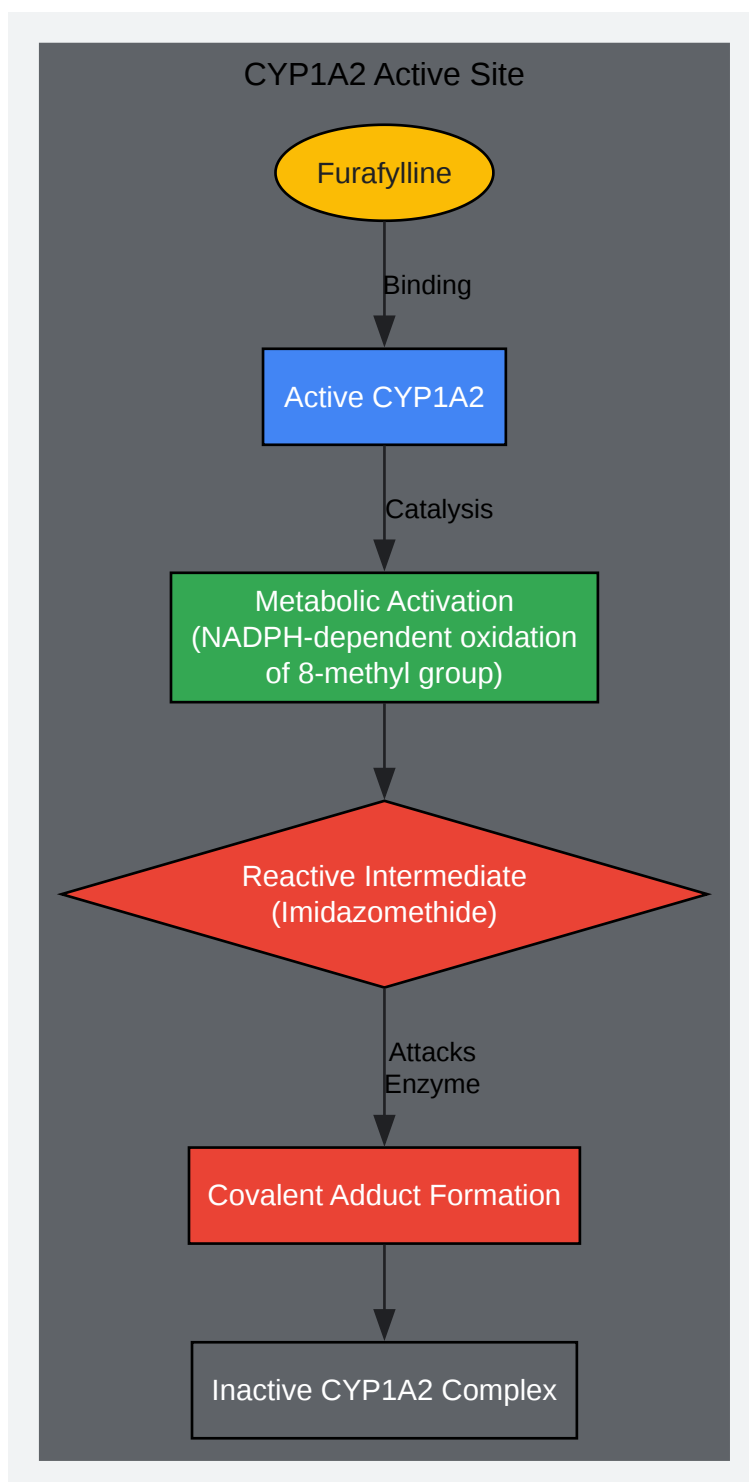 CYP1A2 Active Site
Furafylline
Binding
Active CYP1A2
Catalysis
Metabolic Activation
(NADPH-dependent oxidation
of 8-methyl group)
Reactive Intermediate
(Imidazomethide)
Attacks
Enzyme
Covalent Adduct Formation
Inactive CYP1A2 Complex